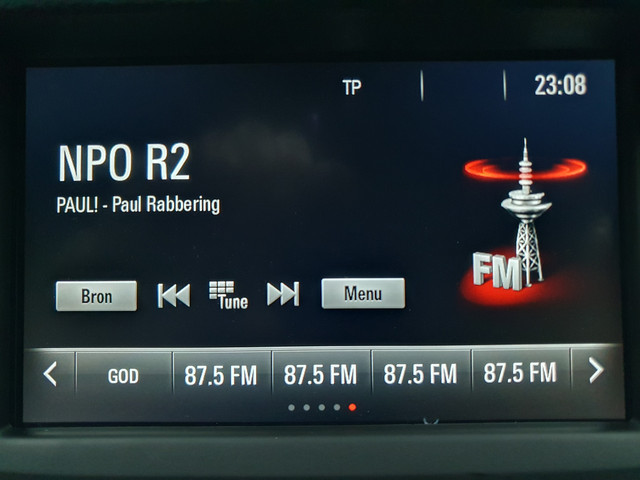 TP
23:08
NPO R2
PAUL! - Paul Rabbering
FM
Bron
Tune
Menu
GOD
87.5 FM
87.5 FM
87.5 FM
87.5 FM